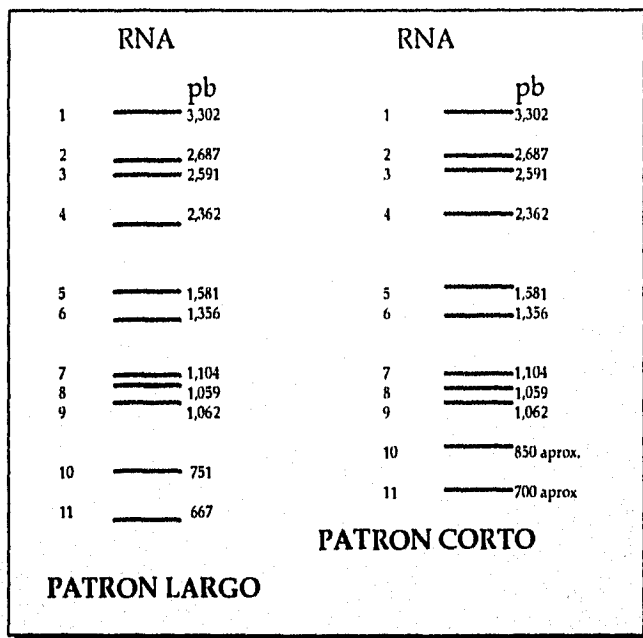 RNA RNA
pb pb
1 3,302 1 3,302
2 2,687 2 2,687
3 2,591 3 2,591
4 2,362 4 2,362
5 1,581 5 1,581
6 1,356 6 1,356
7 1,104 7 1,104
8 1,059 8 1,059
9 1,062 9 1,062
10 751 10 850 aprox.
11 667 11 700 aprox
PATRON CORTO
PATRON LARGO